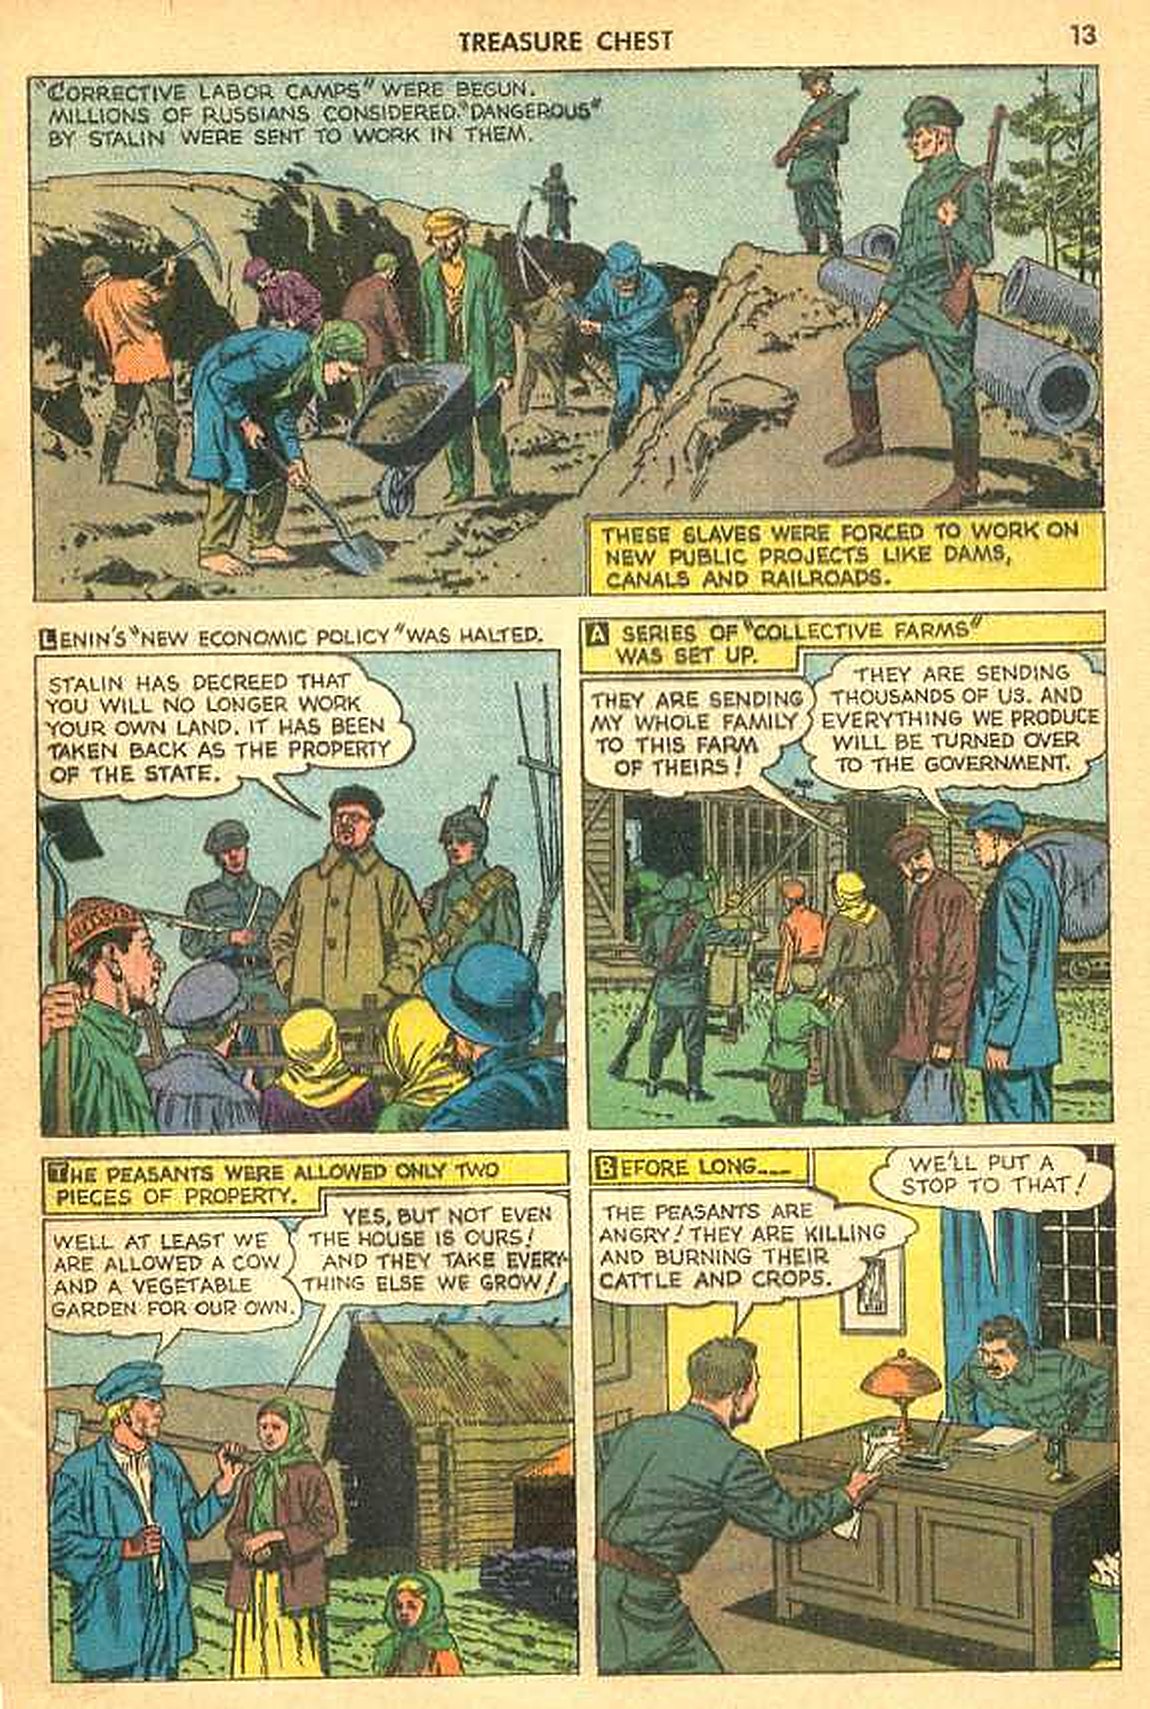 TREASURE CHEST
13
"CORRECTIVE LABOR CAMPS" WERE BEGUN.
MILLIONS OF RUSSIANS CONSIDERED "DANGEROUS"
BY STALIN WERE SENT TO WORK IN THEM.
THESE SLAVES WERE FORCED TO WORK ON
NEW PUBLIC PROJECTS LIKE DAMS,
CANALS AND RAILROADS.
LENIN'S "NEW ECONOMIC POLICY" WAS HALTED.
STALIN HAS DECREED THAT
YOU WILL NO LONGER WORK
YOUR OWN LAND. IT HAS BEEN
TAKEN BACK AS THE PROPERTY
OF THE STATE.
A SERIES OF "COLLECTIVE FARMS"
WAS SET UP.
THEY ARE SENDING
MY WHOLE FAMILY
TO THIS FARM
OF THEIRS!
THEY ARE SENDING
THOUSANDS OF US. AND
EVERYTHING WE PRODUCE
WILL BE TURNED OVER
TO THE GOVERNMENT.
THE PEASANTS WERE ALLOWED ONLY TWO
PIECES OF PROPERTY.
WELL AT LEAST WE
ARE ALLOWED A COW
AND A VEGETABLE
GARDEN FOR OUR OWN.
YES, BUT NOT EVEN
THE HOUSE IS OURS!
AND THEY TAKE EVERY-
THING ELSE WE GROW!
BEFORE LONG---
THE PEASANTS ARE
ANGRY! THEY ARE KILLING
AND BURNING THEIR
CATTLE AND CROPS.
WE'LL PUT A
STOP TO THAT!